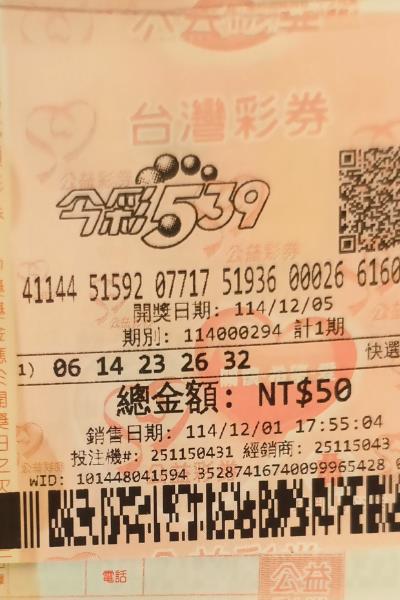 台灣彩券
今彩539
公益彩券
41144 51592 07717 51936 00026 6160
開獎日期: 114/12/05
期別: 114000294 計1期
1) 06 14 23 26 32 快選
總金額: NT$50
銷售日期: 114/12/01 17:55:04
投注機#: 251150431 經銷商: 25115043
WID: 101448041594 35287416740099965428
電話
公益